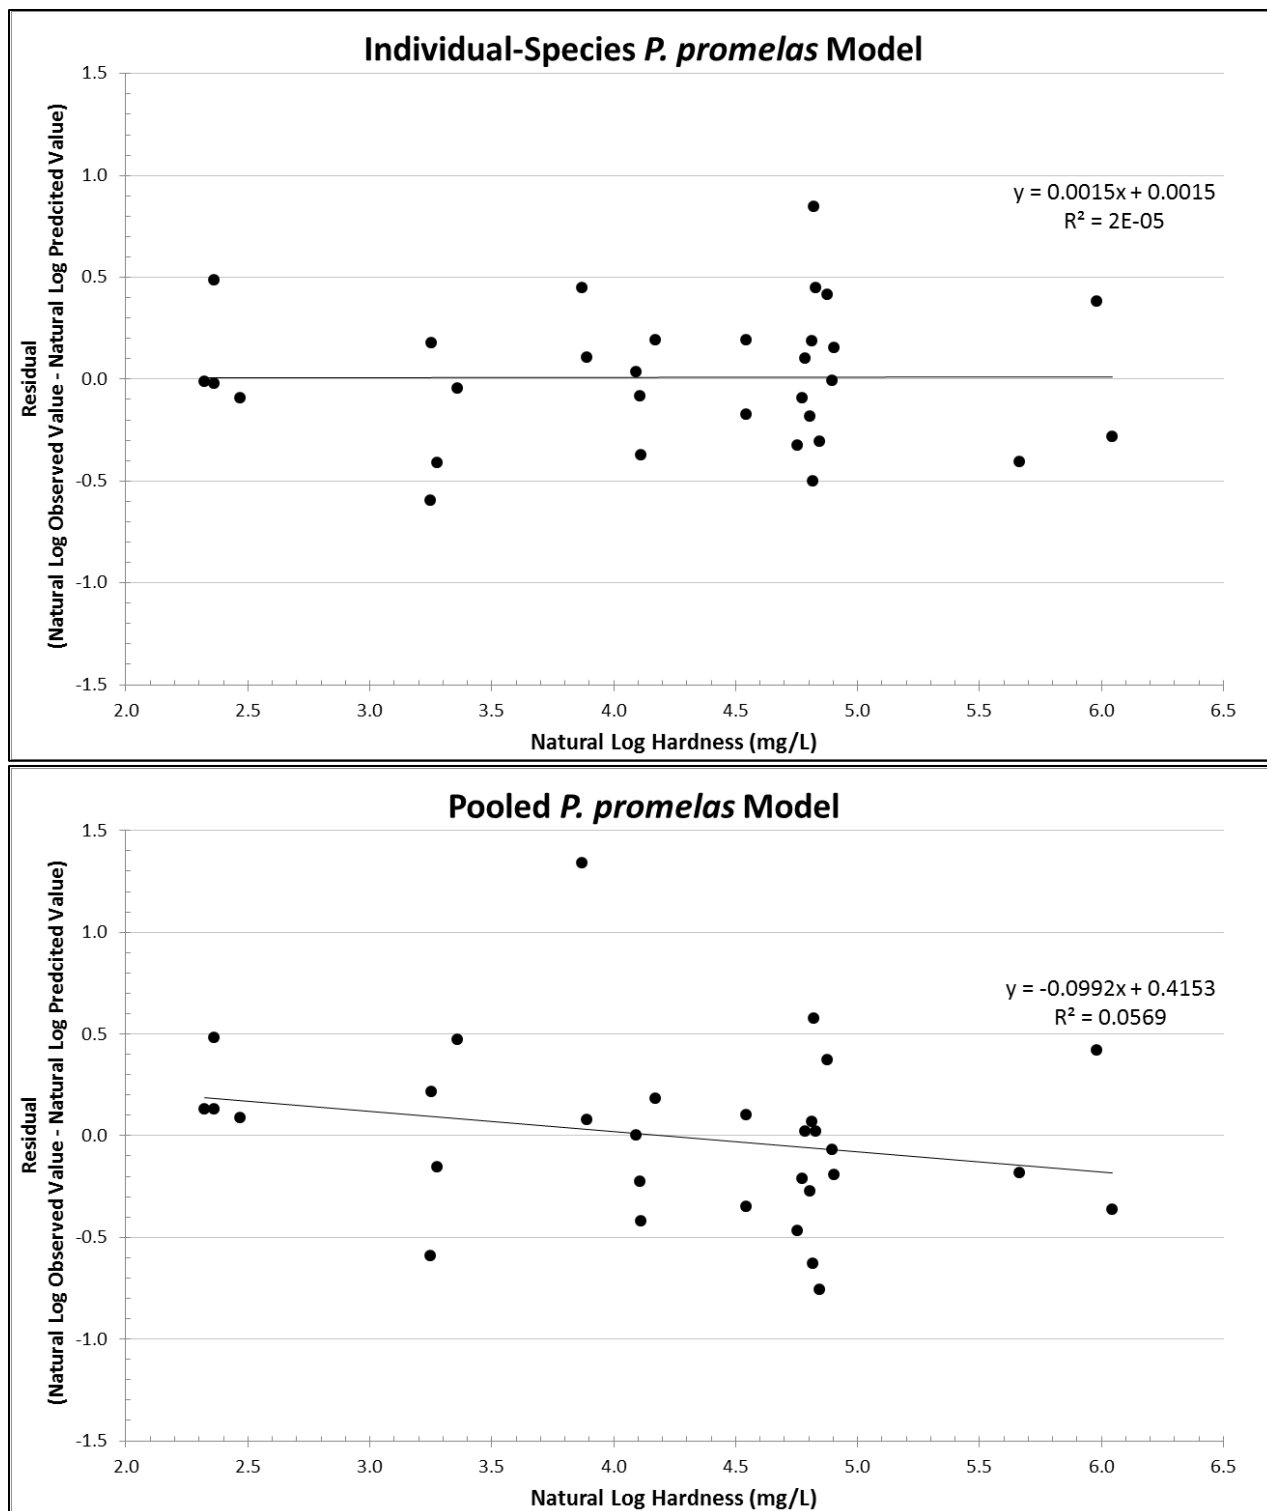 Individual-Species P. promelas Model
Residual
(Natural Log Observed Value - Natural Log Predcited Value)
1.5
1.0
0.5
0.0
-0.5
-1.0
-1.5
y = 0.0015x + 0.0015
R² = 2E-05
2.0 2.5 3.0 3.5 4.0 4.5 5.0 5.5 6.0 6.5
Natural Log Hardness (mg/L)
Pooled P. promelas Model
Residual
(Natural Log Observed Value - Natural Log Predcited Value)
1.5
1.0
0.5
0.0
-0.5
-1.0
-1.5
y = -0.0992x + 0.4153
R² = 0.0569
2.0 2.5 3.0 3.5 4.0 4.5 5.0 5.5 6.0 6.5
Natural Log Hardness (mg/L)